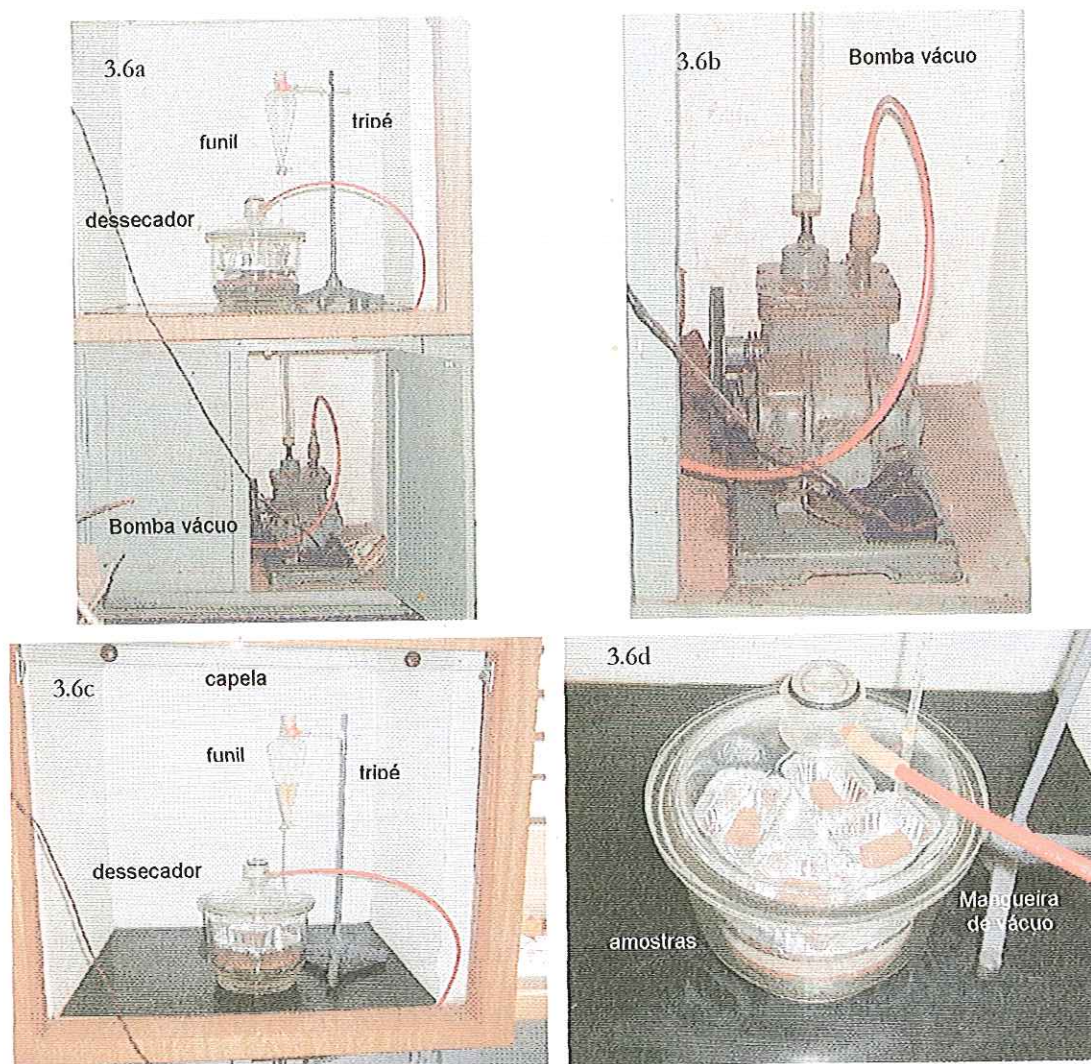 3.6a
funil
tripé
dessecador
Bomba vácuo
3.6b
Bomba vácuo
3.6c
capela
funil
tripé
dessecador
3.6d
amostras
Mangueira
de vácuo